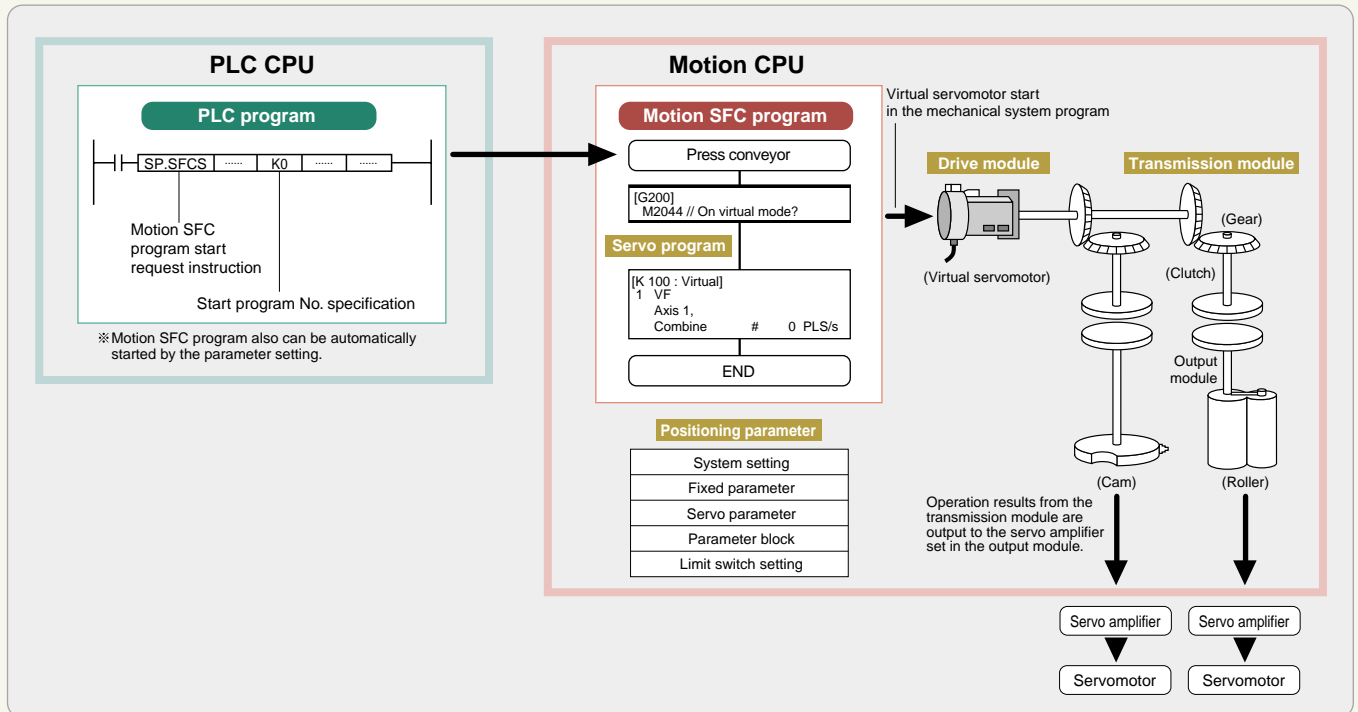 PLC CPU
PLC program
SP.SFCS ...... K0 ...... ......
Motion SFC
program start
request instruction
Start program No. specification
※Motion SFC program also can be automatically
started by the parameter setting.
Motion CPU
Motion SFC program
Press conveyor
[G200]
M2044 // On virtual mode?
Servo program
[K 100 : Virtual]
1 VF
Axis 1,
Combine # 0 PLS/s
END
Positioning parameter
System setting
Fixed parameter
Servo parameter
Parameter block
Limit switch setting
Virtual servomotor start
in the mechanical system program
Drive module
Transmission module
(Virtual servomotor)
(Gear)
(Clutch)
Output
module
(Cam)
(Roller)
Operation results from the
transmission module are
output to the servo amplifier
set in the output module.
Servo amplifier
Servo amplifier
Servomotor
Servomotor